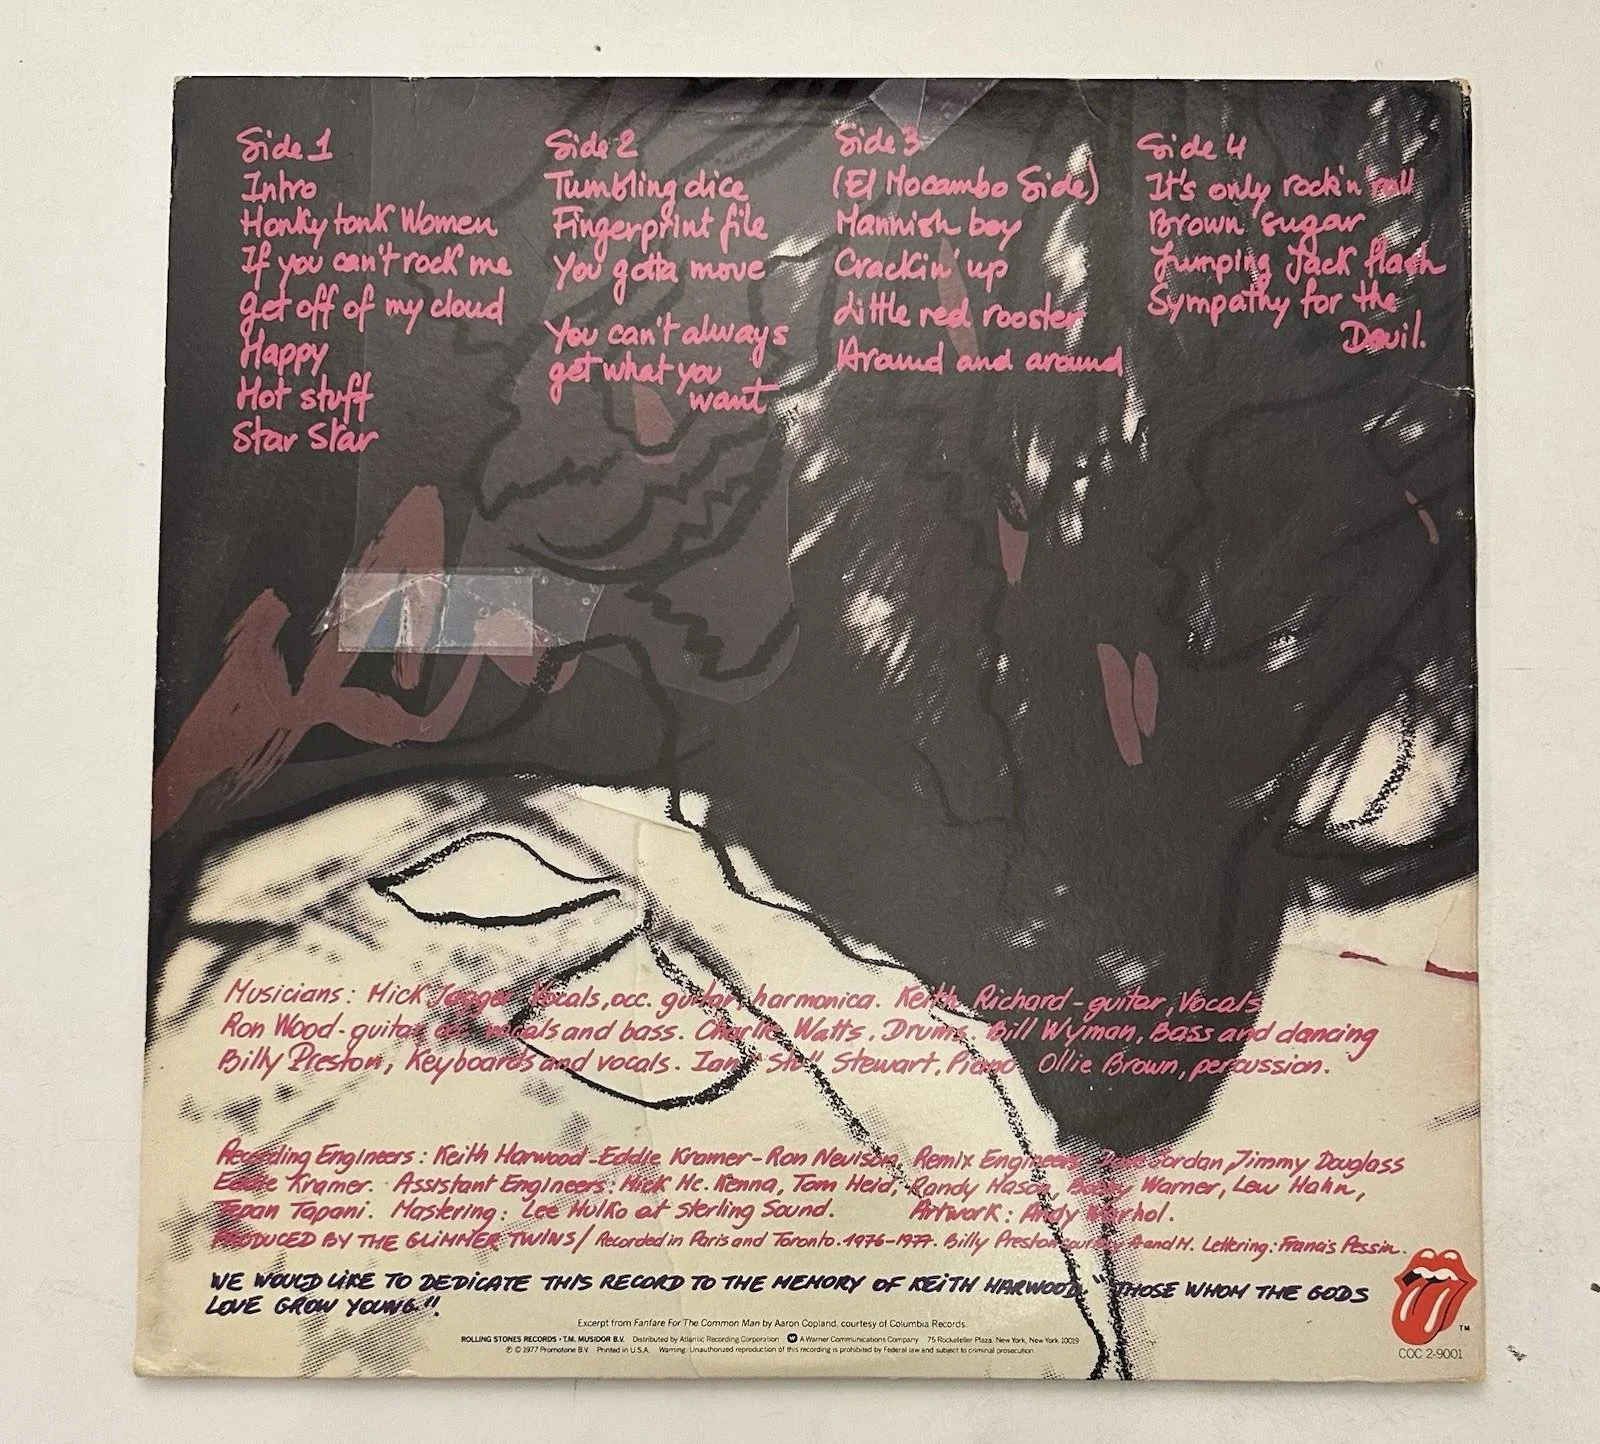 Side 1
Intro
Honky tonk Women
If you can't rock me
get off of my cloud
Happy
Hot stuff
Star Star
Side 2
Tumbling dice
Fingerprint file
You gotta move
You can't always
get what you
want
Side 3
(El Mocambo Side)
Mannish boy
Crackin' up
Little red rooster
Around and around
Side 4
It's only rock'n'roll
Brown sugar
Jumping Jack flash
Sympathy for the
Devil.
Musicians: Mick Jagger Vocals, occ. guitar, harmonica. Keith Richard - guitar, Vocals
Ron Wood - guitar, occ. vocals and bass. Charlie Watts. Drums. Bill Wyman, Bass and dancing
Billy Preston, Keyboards and vocals. Ian "Stu" Stewart, Piano Ollie Brown, percussion.
Recording Engineers: Keith Harwood - Eddie Kramer - Ron Nevison, Remix Engineers Dave Jordan, Jimmy Douglass
Eddie Kramer. Assistant Engineers: Mick Mc. Kenna, Tom Heid, Randy Mason, Bobby Warner, Lew Hahn,
Tepan Tapani. Mastering: Lee Hulko at Sterling Sound. Artwork: Andy Warhol.
PRODUCED BY THE GLIMMER TWINS/ Recorded in Paris and Toronto. 1976-1977. Billy Preston courtesy A and M. Lettering: Francis Pessin.
WE WOULD LIKE TO DEDICATE THIS RECORD TO THE MEMORY OF KEITH HARWOOD. "THOSE WHOM THE GODS
LOVE GROW YOUNG".
Excerpt from Fanfare For The Common Man by Aaron Copland, courtesy of Columbia Records.
ROLLING STONES RECORDS • T.M. MUSIDOR B.V. Distributed by Atlantic Recording Corporation W A Warner Communications Company 75 Rockefeller Plaza, New York, New York 10019
℗ © 1977 Promotone B.V. Printed in U.S.A. Warning: Unauthorized reproduction of this recording is prohibited by Federal law and subject to criminal prosecution.
TM
COC 2-9001